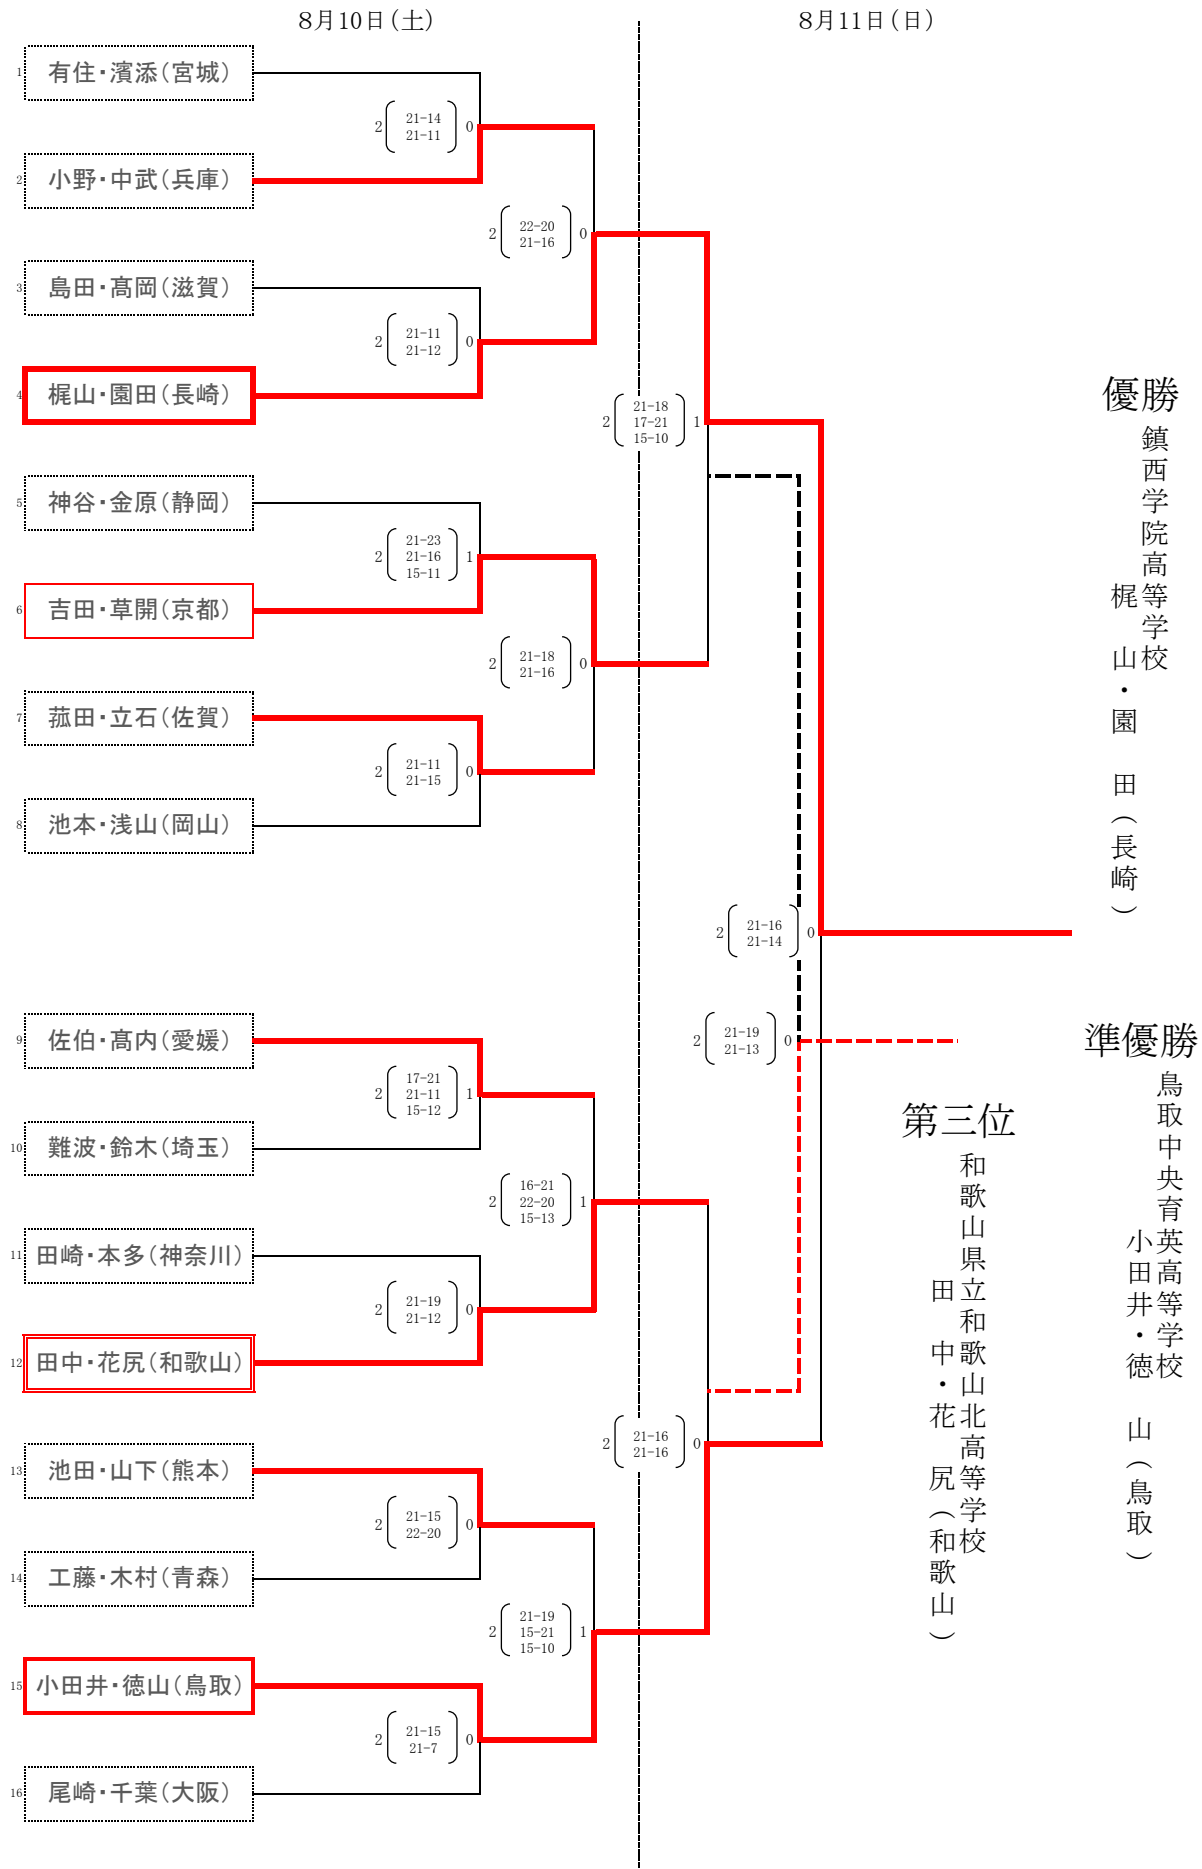 8月10日(土)
8月11日(日)
1 有住・濱添(宮城)
2 ( 21-14 ) 0
21-11
2 小野・中武(兵庫)
2 ( 22-20 ) 0
21-16
3 島田・髙岡(滋賀)
2 ( 21-11 ) 0
21-12
4 梶山・園田(長崎)
2 ( 21-18 ) 1
17-21
15-10
5 神谷・金原(静岡)
2 ( 21-23 ) 1
21-16
15-11
6 吉田・草開(京都)
2 ( 21-18 ) 0
21-16
7 菰田・立石(佐賀)
2 ( 21-11 ) 0
21-15
8 池本・浅山(岡山)
2 ( 21-16 ) 0
21-14
2 ( 21-19 ) 0
21-13
9 佐伯・髙内(愛媛)
2 ( 17-21 ) 1
21-11
15-12
10 難波・鈴木(埼玉)
2 ( 16-21 ) 1
22-20
15-13
11 田崎・本多(神奈川)
2 ( 21-19 ) 0
21-12
12 田中・花尻(和歌山)
2 ( 21-16 ) 0
21-16
13 池田・山下(熊本)
2 ( 21-15 ) 0
22-20
14 工藤・木村(青森)
2 ( 21-19 ) 1
15-21
15-10
15 小田井・徳山(鳥取)
2 ( 21-15 ) 0
21-7
16 尾崎・千葉(大阪)
優勝
鎮西学院高等学校
梶 山・園 田(長崎)
準優勝
鳥取中央育英高等学校
小田井・徳 山(鳥取)
第三位
和歌山県立和歌山北高等学校
田 中・花 尻(和歌山)